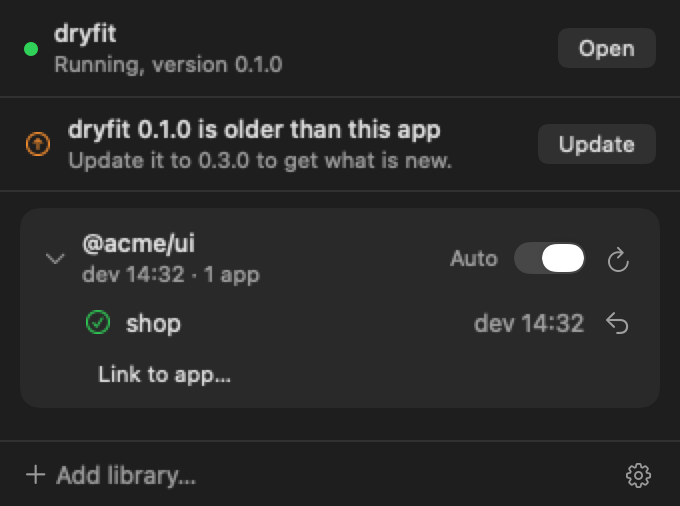 dryfit
Running, version 0.1.0
Open
dryfit 0.1.0 is older than this app
Update it to 0.3.0 to get what is new.
Update
@acme/ui
dev 14:32 · 1 app
Auto
shop
dev 14:32
Link to app...
Add library...